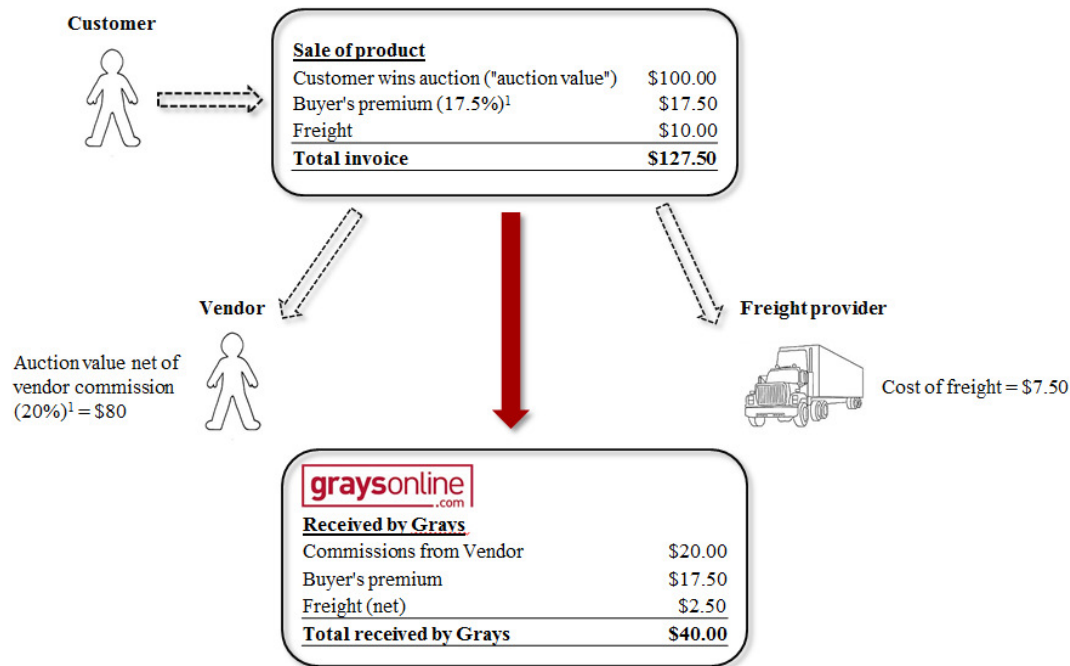 Customer
Sale of product
Customer wins auction ("auction value") $100.00
Buyer's premium (17.5%)¹ $17.50
Freight $10.00
Total invoice $127.50
Vendor
Freight provider
Auction value net of
vendor commission
(20%)¹ = $80
Cost of freight = $7.50
graysonline
.com
Received by Grays
Commissions from Vendor $20.00
Buyer's premium $17.50
Freight (net) $2.50
Total received by Grays $40.00